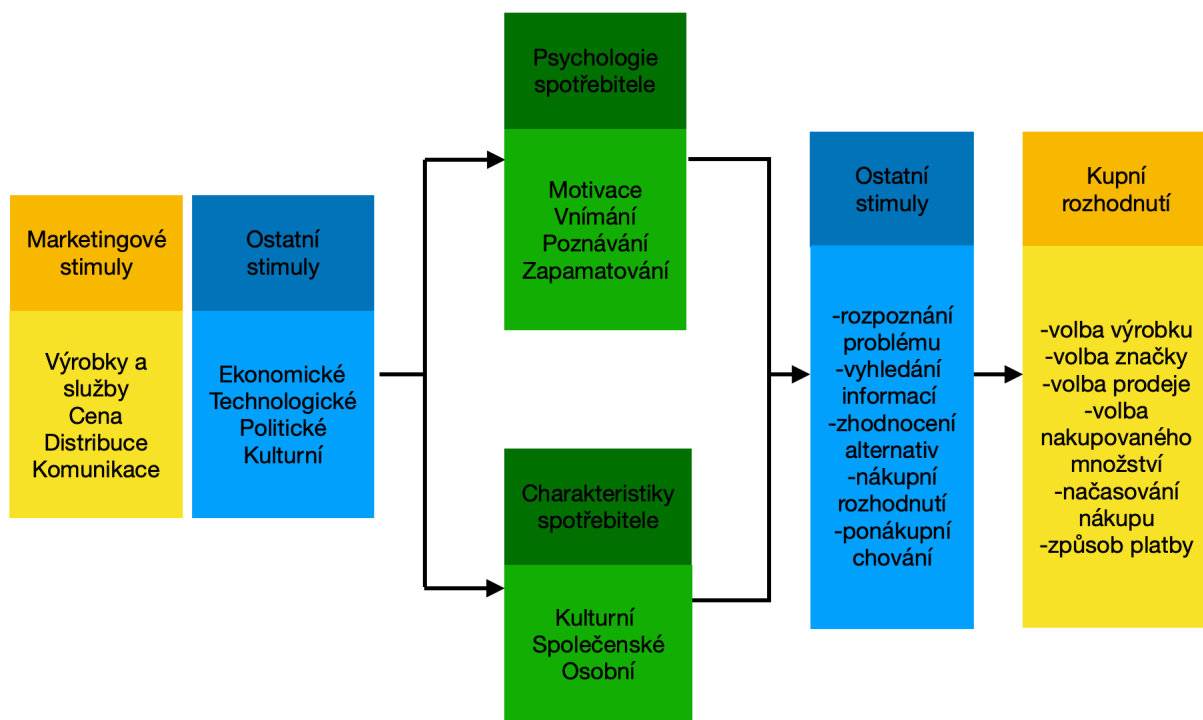 Marketingové
stimuly
Výrobky a
služby
Cena
Distribuce
Komunikace
Ostatní
stimuly
Ekonomické
Technologické
Politické
Kulturní
Psychologie
spotřebitele
Motivace
Vnímání
Poznávání
Zapamatování
Charakteristiky
spotřebitele
Kulturní
Společenské
Osobní
Ostatní
stimuly
-rozpoznání
problému
-vyhledání
informací
-zhodnocení
alternativ
-nákupní
rozhodnutí
-ponákupní
chování
Kupní
rozhodnutí
-volba výrobku
-volba značky
-volba prodeje
-volba
nakupovaného
množství
-načasování
nákupu
-způsob platby